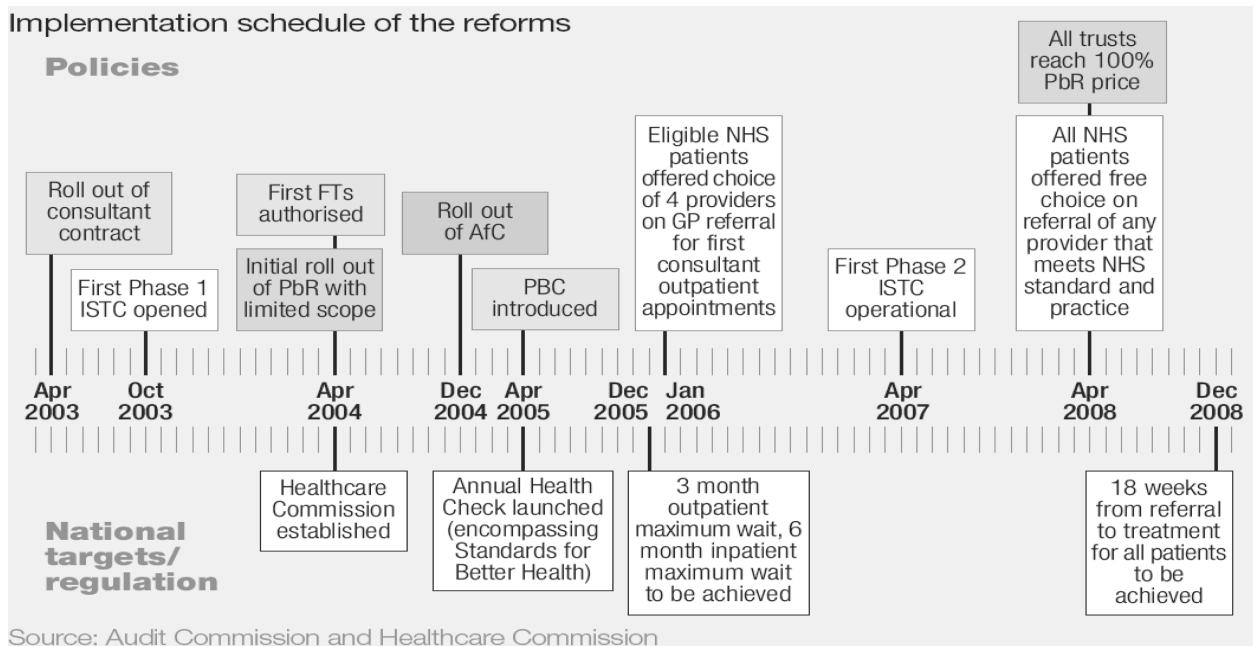 Implementation schedule of the reforms
Policies
Roll out of
consultant
contract
First Phase 1
ISTC opened
First FTs
authorised
Initial roll out
of PbR with
limited scope
Roll out
of AfC
PBC
introduced
Eligible NHS
patients
offered choice
of 4 providers
on GP referral
for first
consultant
outpatient
appointments
First Phase 2
ISTC
operational
All trusts
reach 100%
PbR price
All NHS
patients
offered free
choice on
referral of any
provider that
meets NHS
standard and
practice
Apr
2003
Oct
2003
Apr
2004
Dec
2004
Apr
2005
Dec
2005
Jan
2006
Apr
2007
Apr
2008
Dec
2008
National
targets/
regulation
Healthcare
Commission
established
Annual Health
Check launched
(encompassing
Standards for
Better Health)
3 month
outpatient
maximum wait, 6
month inpatient
maximum wait
to be achieved
18 weeks
from referral
to treatment
for all patients
to be
achieved
Source: Audit Commission and Healthcare Commission